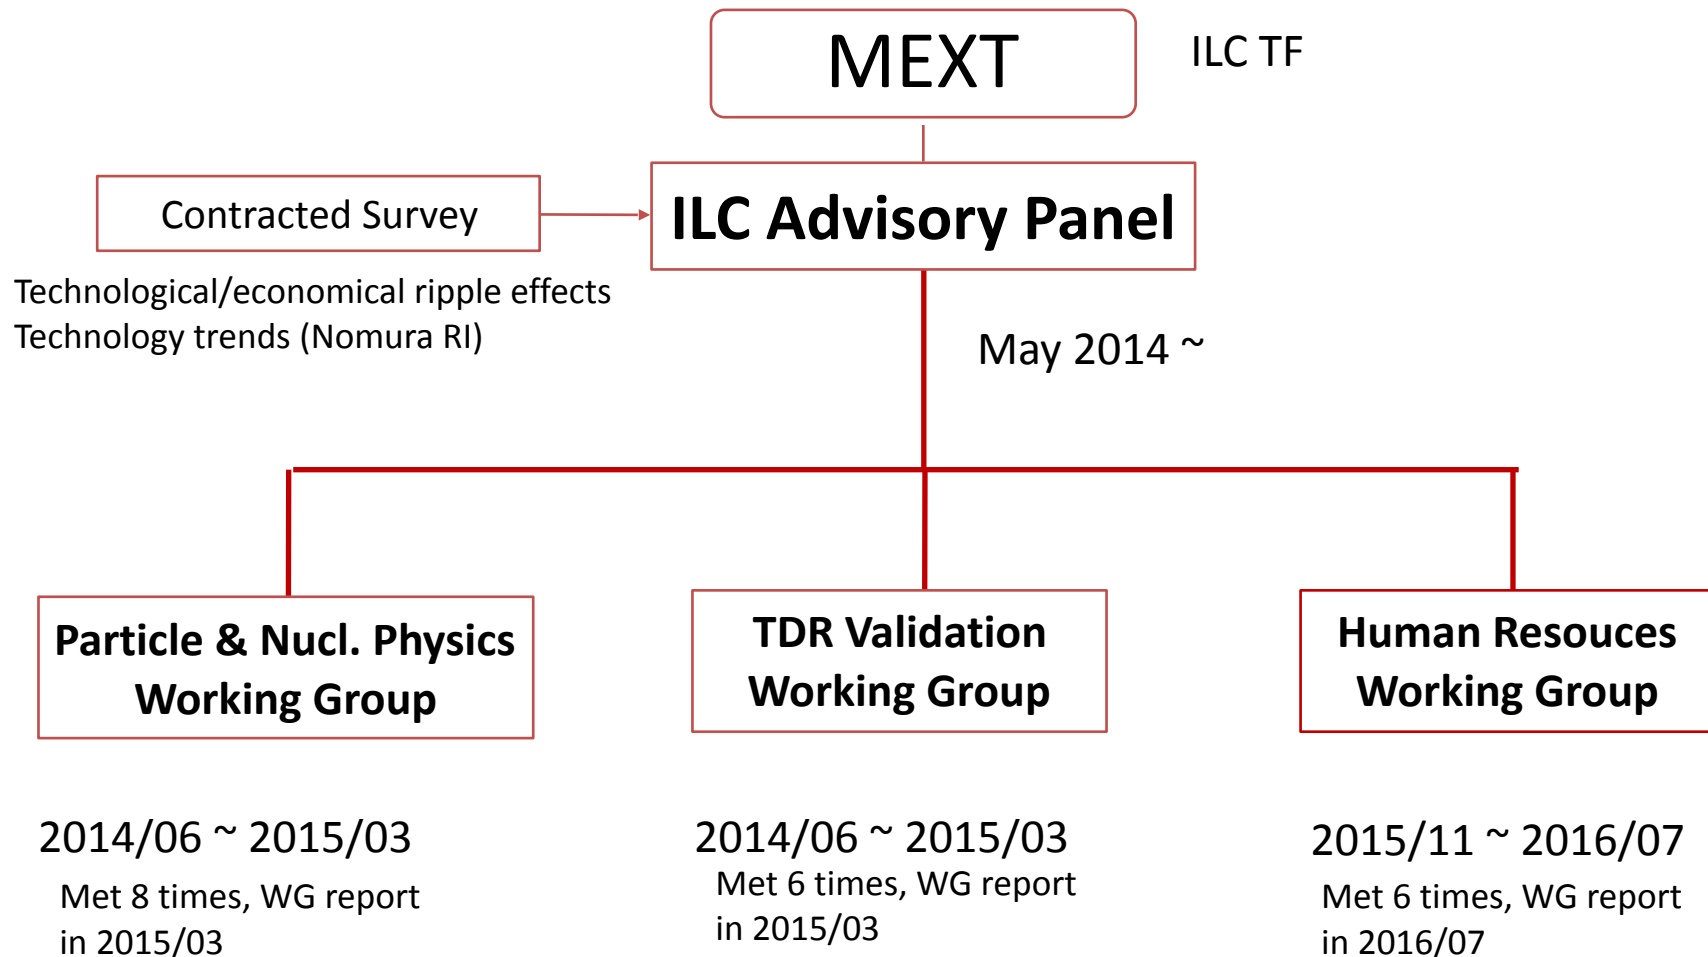 MEXT
ILC TF
Contracted Survey
ILC Advisory Panel
Technological/economical ripple effects
Technology trends (Nomura RI)
May 2014 ~
Particle & Nucl. Physics
Working Group
TDR Validation
Working Group
Human Resouces
Working Group
2014/06 ~ 2015/03
Met 8 times, WG report
in 2015/03
2014/06 ~ 2015/03
Met 6 times, WG report
in 2015/03
2015/11 ~ 2016/07
Met 6 times, WG report
in 2016/07